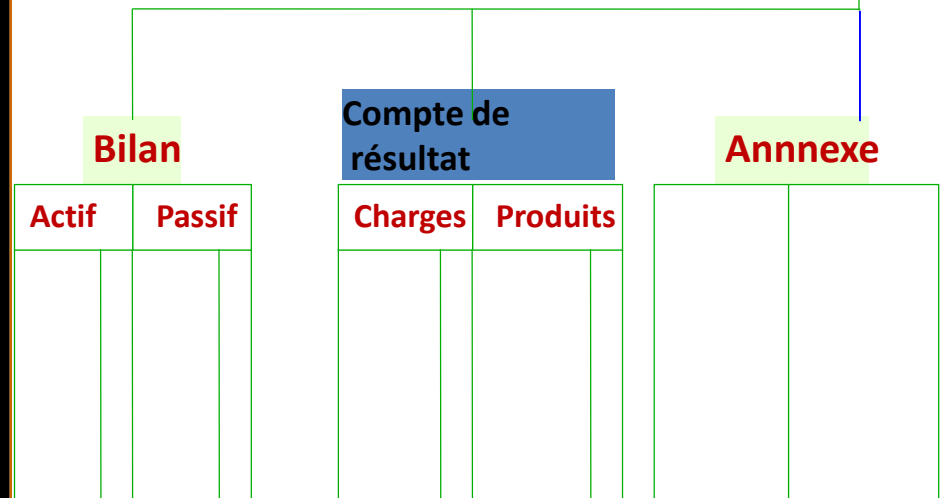 Bilan
Compte de
résultat
Annnexe
Actif Passif
Charges Produits